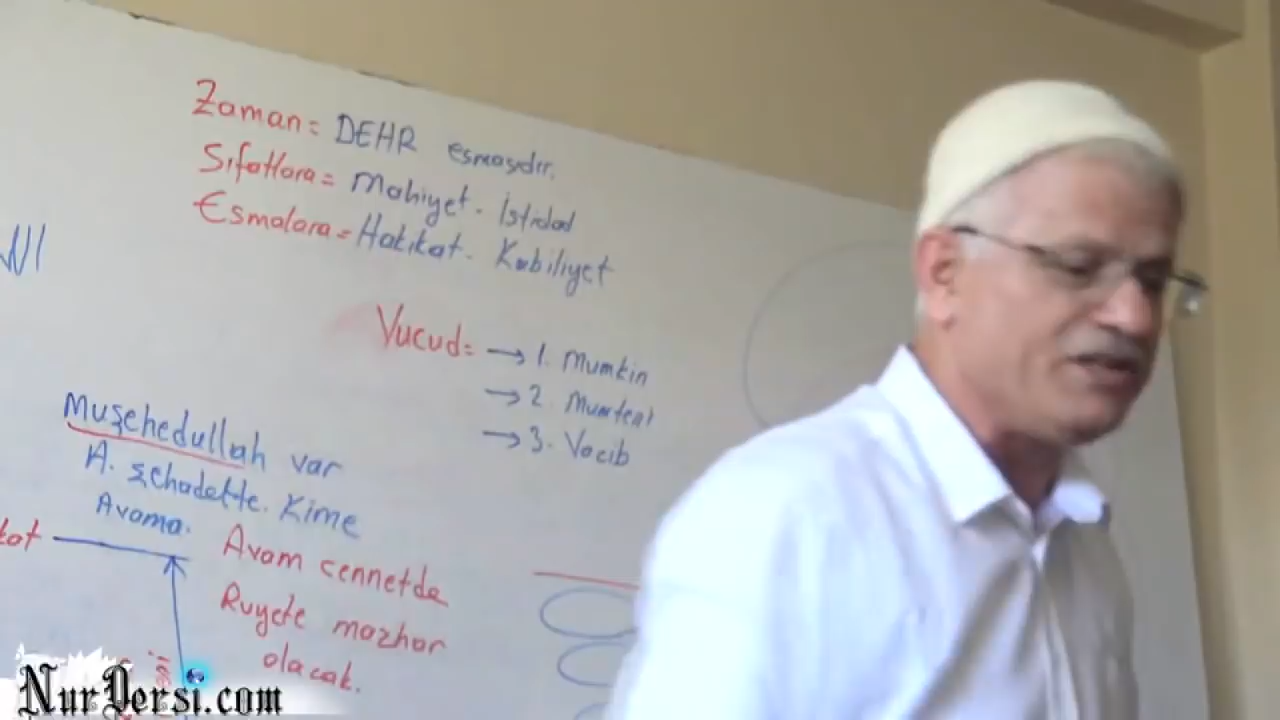 Zaman = DEHR esmasıdır.
Sıfatlara = Mahiyet - İstidad
Esmalara = Hakikat - Kabiliyet
Vucud = → 1. Mumkin
→ 2. Mumteni
→ 3. Vacib
Muşehedullah var
A. şehadette. Kime
Avama.
Avam cennetde
Ruyete mazhar
olacak.
NurDersi.com